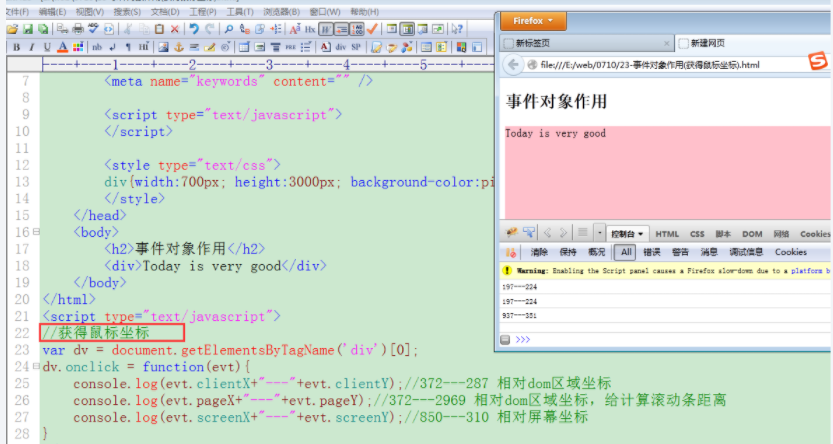 文件(F) 编辑(E) 视图(V) 搜索(S) 文档(D) 工程(P) 工具(T) 浏览器(B) 窗口(W) 帮助(H)
B I U A nb ¶ Hi A div SP
----+----1----+----2----+----3----+----4----+----5----+----
7 <meta name="keywords" content="" />
8
9 <script type="text/javascript">
10 </script>
11
12 <style type="text/css">
13 div{width:700px; height:3000px; background-color:pi
14 </style>
15 </head>
16 <body>
17 <h2>事件对象作用</h2>
18 <div>Today is very good</div>
19 </body>
20 </html>
21 <script type="text/javascript">
22 //获得鼠标坐标
23 var dv = document.getElementsByTagName('div')[0];
24 dv.onclick = function(evt){
25 console.log(evt.clientX+"---"+evt.clientY);//372---287 相对dom区域坐标
26 console.log(evt.pageX+"---"+evt.pageY);//372---2969 相对dom区域坐标，给计算滚动条距离
27 console.log(evt.screenX+"---"+evt.screenY);//850---310 相对屏幕坐标
28 }
Firefox
新标签页 × 新建网页
file:///E:/web/0710/23-事件对象作用(获得鼠标坐标).html
S
事件对象作用
Today is very good
控制台 HTML CSS 脚本 DOM 网络 Cookies
清除 保持 概况 All 错误 警告 消息 调试信息 Cookies
Warning: Enabling the Script panel causes a Firefox slow-down due to a platform b
197---224
197---224
937---351
>>>